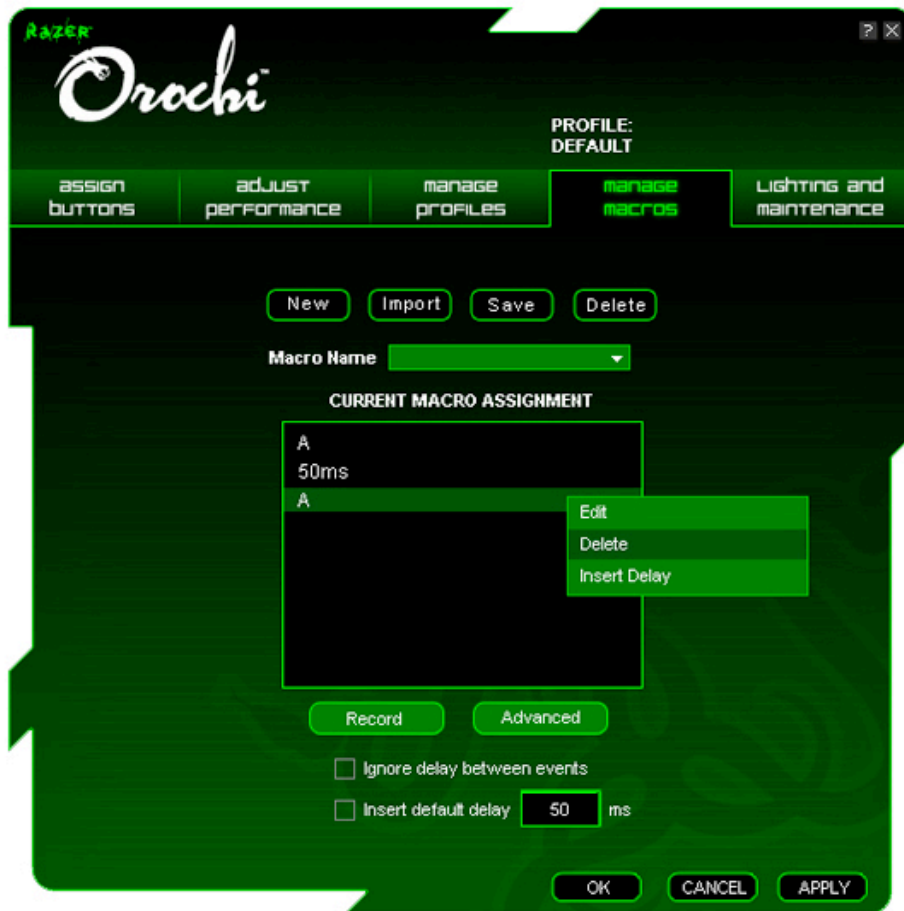 RAZER
Orochi™
? X
PROFILE:
DEFAULT
assign
buttons
adjust
performance
manage
profiles
manage
macros
Lighting and
maintenance
New
Import
Save
Delete
Macro Name
CURRENT MACRO ASSIGNMENT
A
50ms
A
Edit
Delete
Insert Delay
Record
Advanced
Ignore delay between events
Insert default delay 50 ms
OK
CANCEL
APPLY